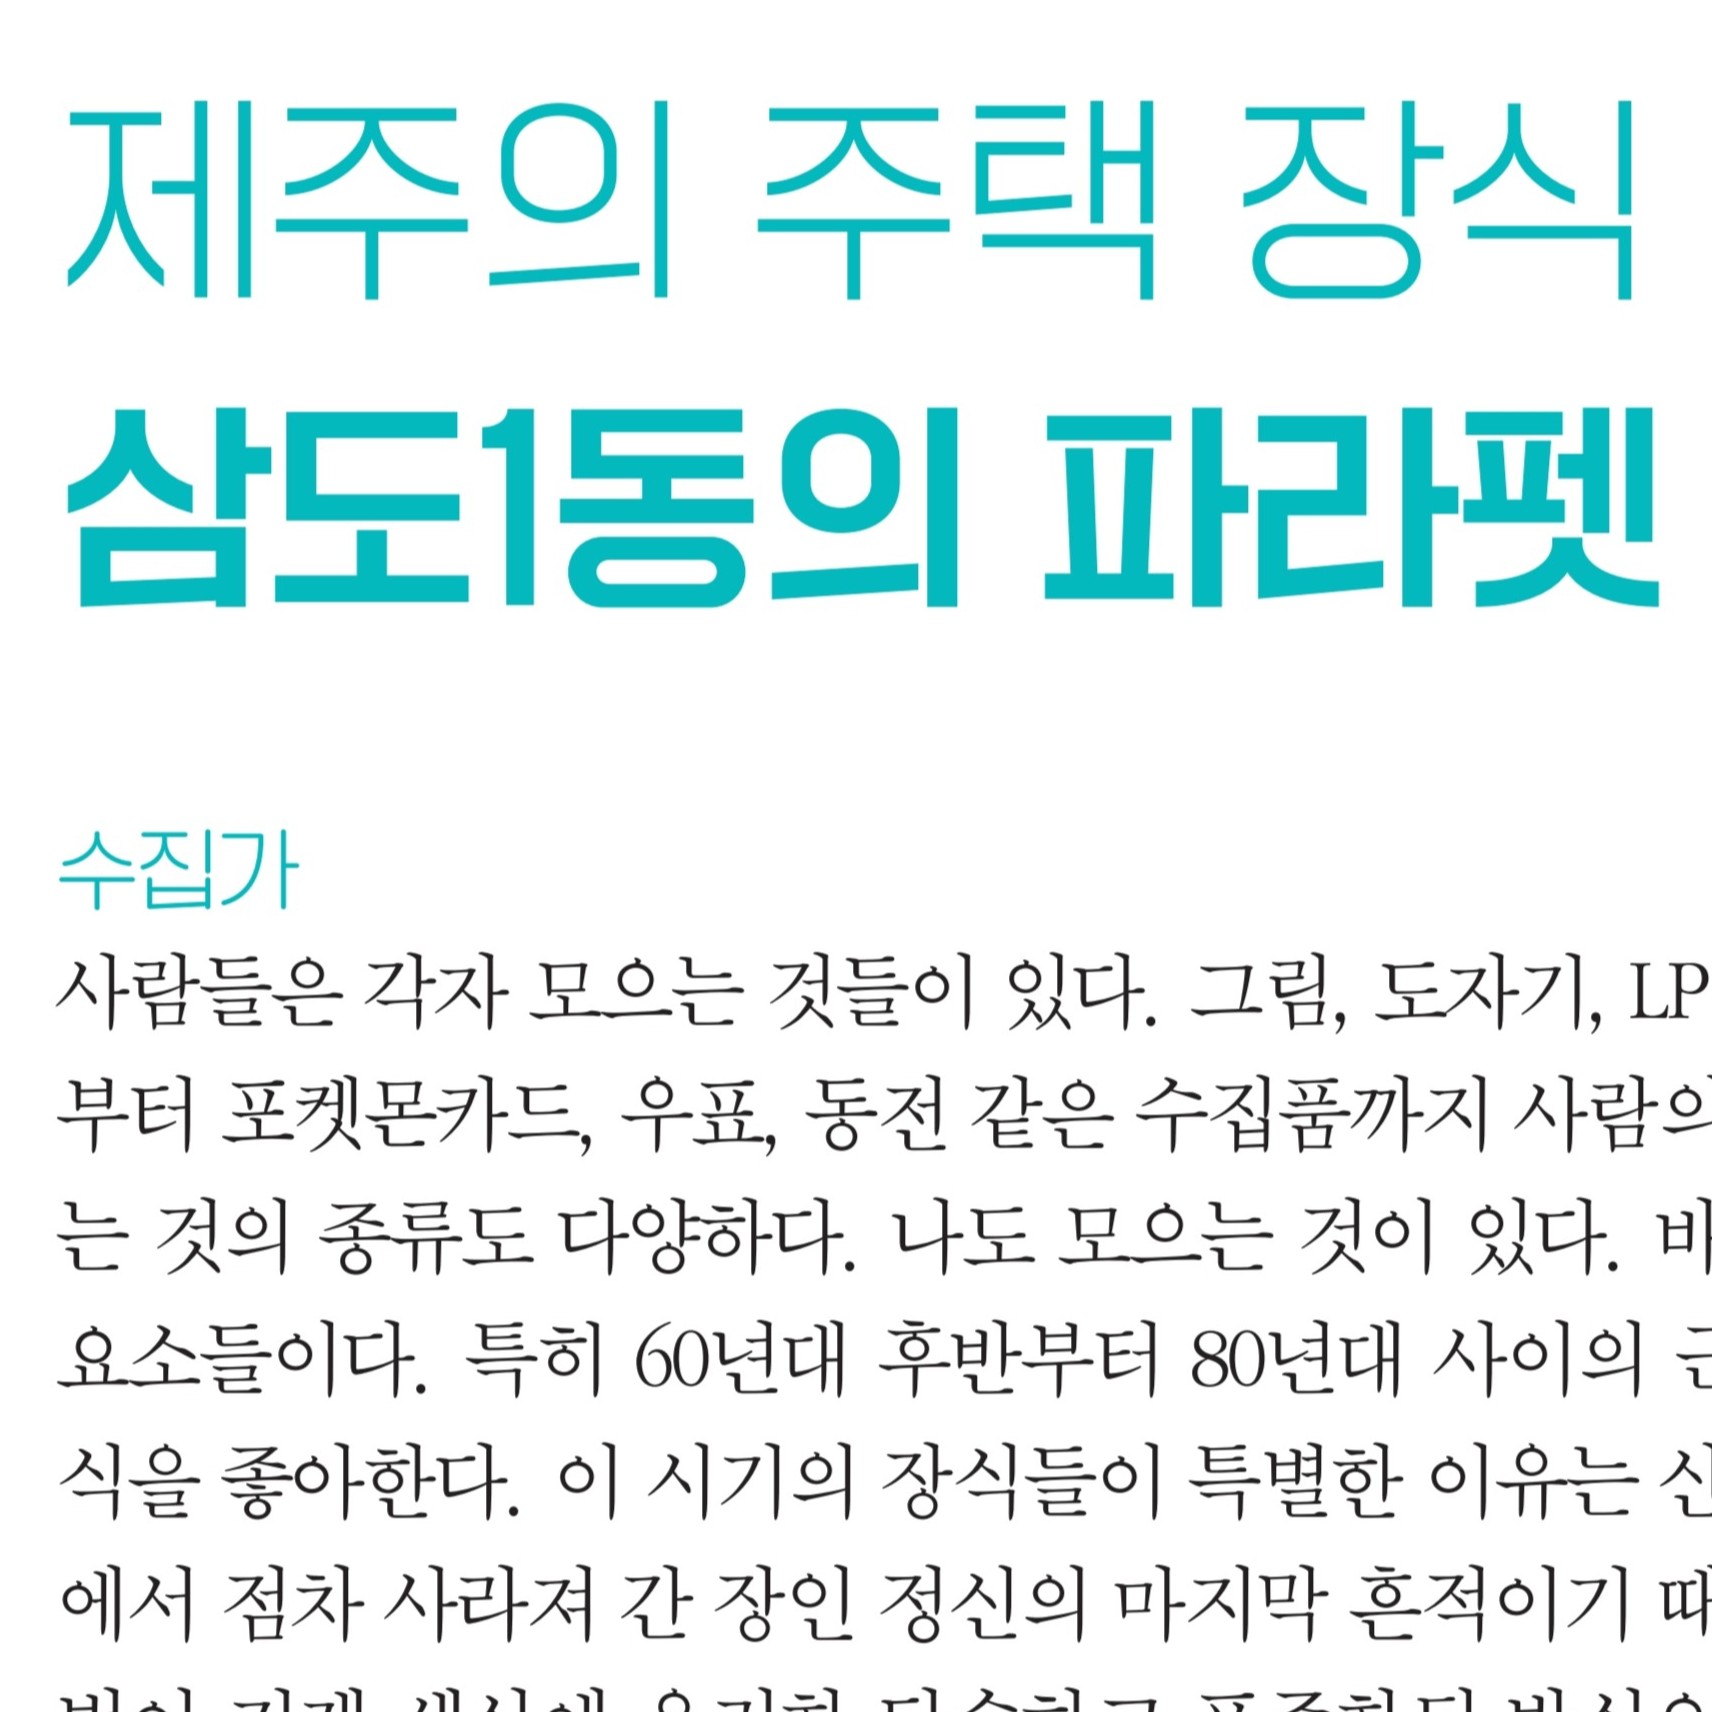 제주의 주택 장식
삼도1동의 파라펫
수집가
사람들은 각자 모으는 것들이 있다. 그림, 도자기, LP
부터 포켓몬카드, 우표, 동전 같은 수집품까지 사람의
는 것의 종류도 다양하다. 나도 모으는 것이 있다.
요소들이다. 특히 60년대 후반부터 80년대 사이의
식을 좋아한다. 이 시기의 장식들이 특별한 이유는
에서 점차 사라져 간 장인 정신의 마지막 흔적이기